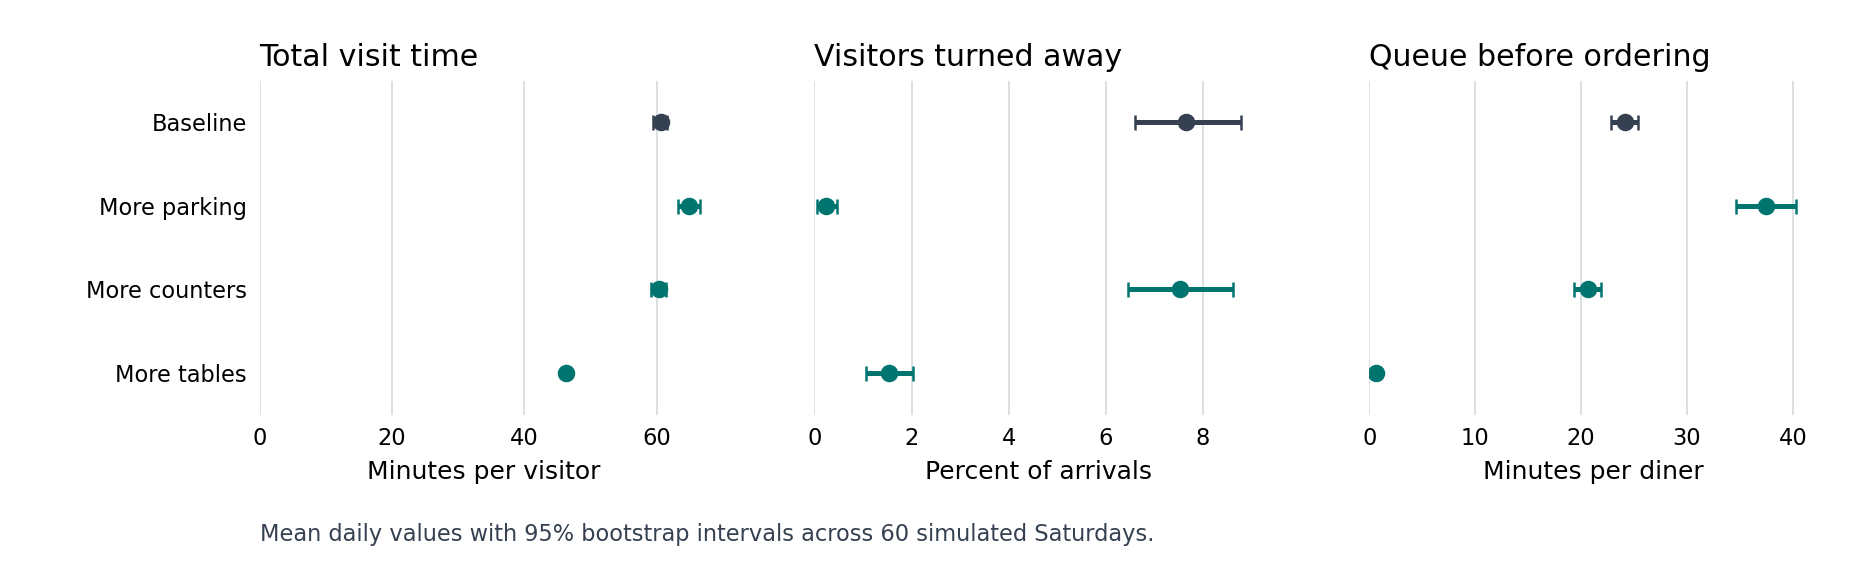 Total visit time
Visitors turned away
Queue before ordering
Baseline
More parking
More counters
More tables
0 20 40 60
0 2 4 6 8
0 10 20 30 40
Minutes per visitor
Percent of arrivals
Minutes per diner
Mean daily values with 95% bootstrap intervals across 60 simulated Saturdays.